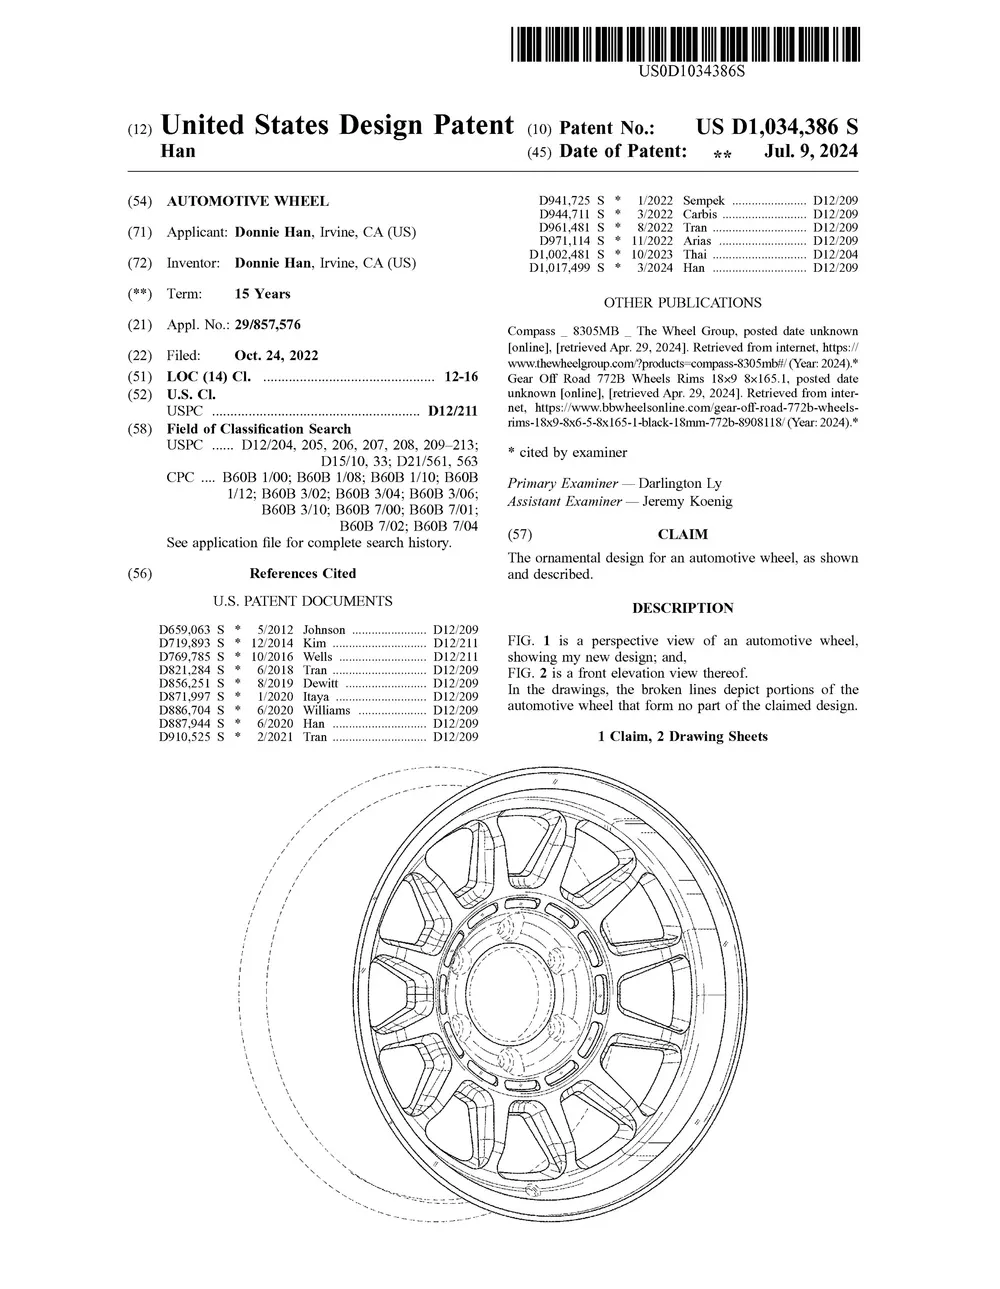 US0D1034386S
(12) United States Design Patent
Han
(10) Patent No.: US D1,034,386 S
(45) Date of Patent: ** Jul. 9, 2024
(54) AUTOMOTIVE WHEEL
(71) Applicant: Donnie Han, Irvine, CA (US)
(72) Inventor: Donnie Han, Irvine, CA (US)
(**) Term: 15 Years
(21) Appl. No.: 29/857,576
(22) Filed: Oct. 24, 2022
(51) LOC (14) Cl. .............................................. 12-16
(52) U.S. Cl.
USPC ........................................................ D12/211
(58) Field of Classification Search
USPC ...... D12/204, 205, 206, 207, 208, 209–213;
D15/10, 33; D21/561, 563
CPC .... B60B 1/00; B60B 1/08; B60B 1/10; B60B
1/12; B60B 3/02; B60B 3/04; B60B 3/06;
B60B 3/10; B60B 7/00; B60B 7/01;
B60B 7/02; B60B 7/04
See application file for complete search history.
(56) References Cited
U.S. PATENT DOCUMENTS
D659,063 S * 5/2012 Johnson ....................... D12/209
D719,893 S * 12/2014 Kim ............................. D12/211
D769,785 S * 10/2016 Wells ........................... D12/211
D821,284 S * 6/2018 Tran ............................. D12/209
D856,251 S * 8/2019 Dewitt ......................... D12/209
D871,997 S * 1/2020 Itaya ............................ D12/209
D886,704 S * 6/2020 Williams ..................... D12/209
D887,944 S * 6/2020 Han ............................. D12/209
D910,525 S * 2/2021 Tran ............................. D12/209
D941,725 S * 1/2022 Sempek ....................... D12/209
D944,711 S * 3/2022 Carbis .......................... D12/209
D961,481 S * 8/2022 Tran ............................. D12/209
D971,114 S * 11/2022 Arias ........................... D12/209
D1,002,481 S * 10/2023 Thai ............................. D12/204
D1,017,499 S * 3/2024 Han ............................. D12/209
OTHER PUBLICATIONS
Compass _ 8305MB _ The Wheel Group, posted date unknown
[online], [retrieved Apr. 29, 2024]. Retrieved from internet, https://
www.thewheelgroup.com/?products=compass-8305mb#/ (Year: 2024).*
Gear Off Road 772B Wheels Rims 18×9 8×165.1, posted date
unknown [online], [retrieved Apr. 29, 2024]. Retrieved from inter-
net, https://www.bbwheelsonline.com/gear-off-road-772b-wheels-
rims-18x9-8x6-5-8x165-1-black-18mm-772b-8908118/ (Year: 2024).*
* cited by examiner
Primary Examiner — Darlington Ly
Assistant Examiner — Jeremy Koenig
(57) CLAIM
The ornamental design for an automotive wheel, as shown
and described.
DESCRIPTION
FIG. 1 is a perspective view of an automotive wheel,
showing my new design; and,
FIG. 2 is a front elevation view thereof.
In the drawings, the broken lines depict portions of the
automotive wheel that form no part of the claimed design.
1 Claim, 2 Drawing Sheets